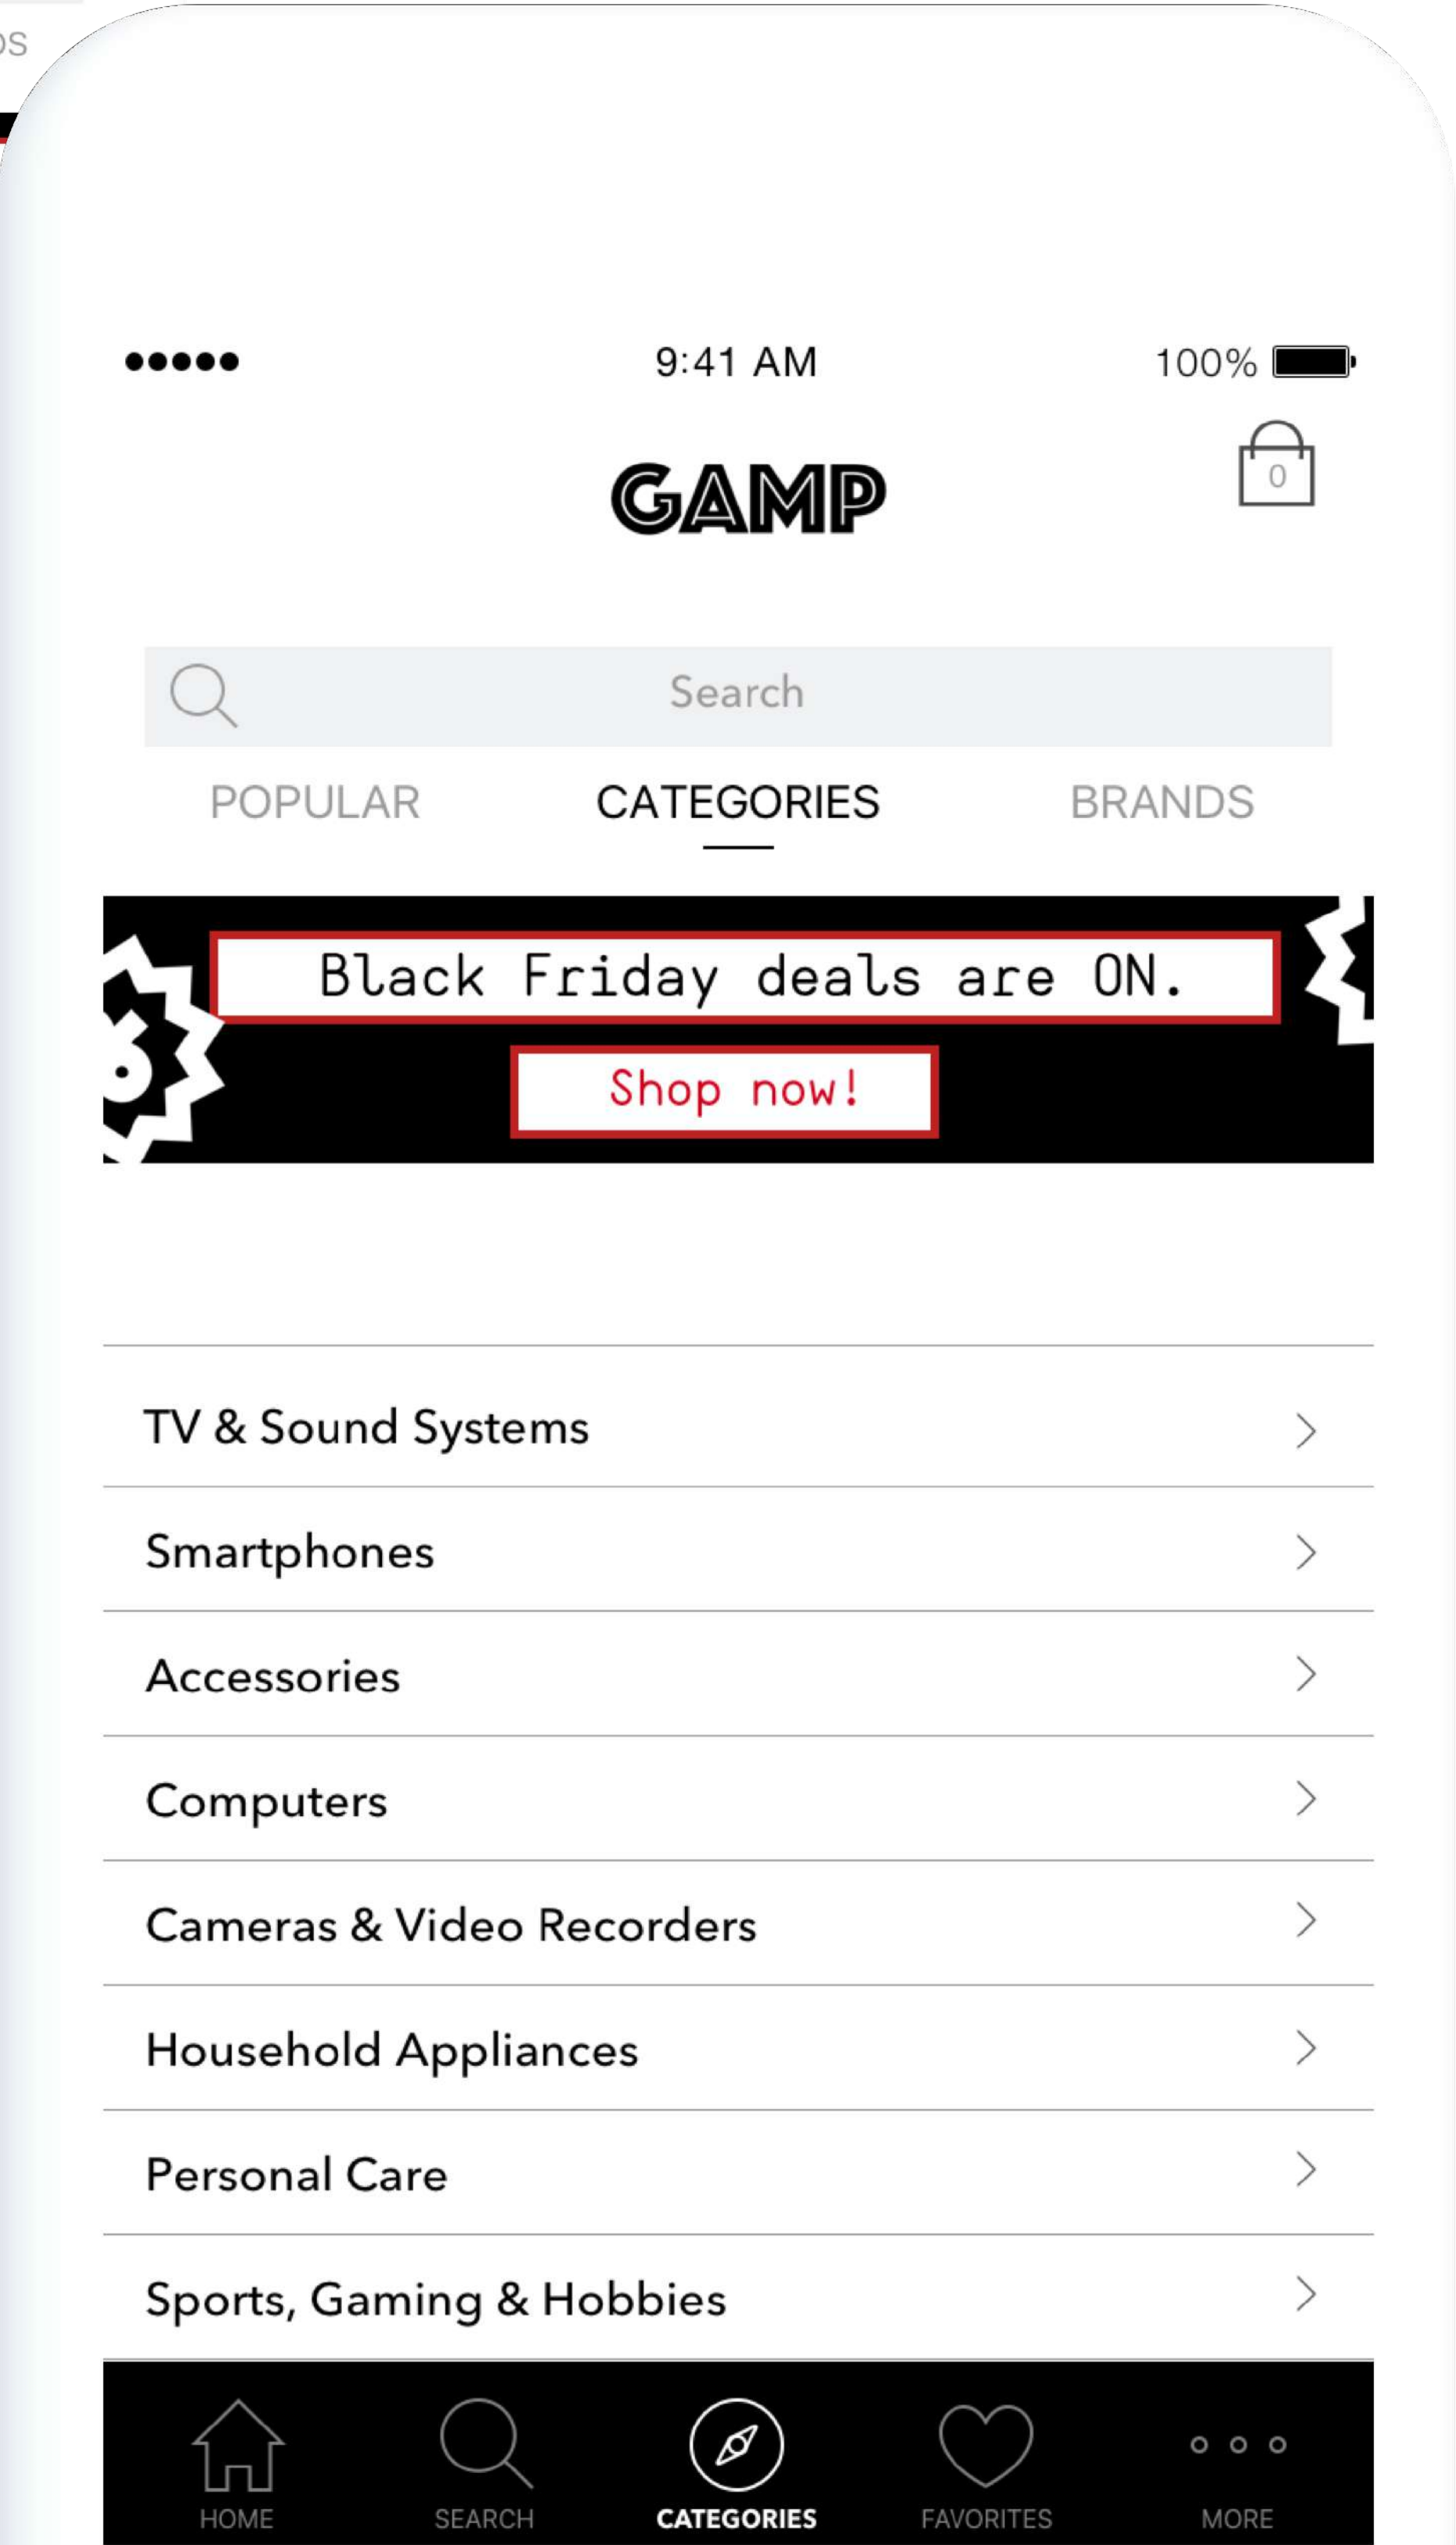 9:41 AM 100%
GAMP
0
Search
POPULAR CATEGORIES BRANDS
Black Friday deals are ON.
Shop now!
TV & Sound Systems
Smartphones
Accessories
Computers
Cameras & Video Recorders
Household Appliances
Personal Care
Sports, Gaming & Hobbies
HOME SEARCH CATEGORIES FAVORITES MORE